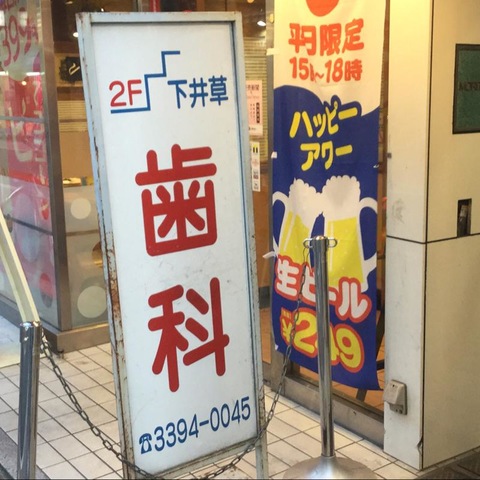 2F 下井草
歯科
☎3394-0045
平日限定
15時〜18時
ハッピー
アワー
生ビール
¥249